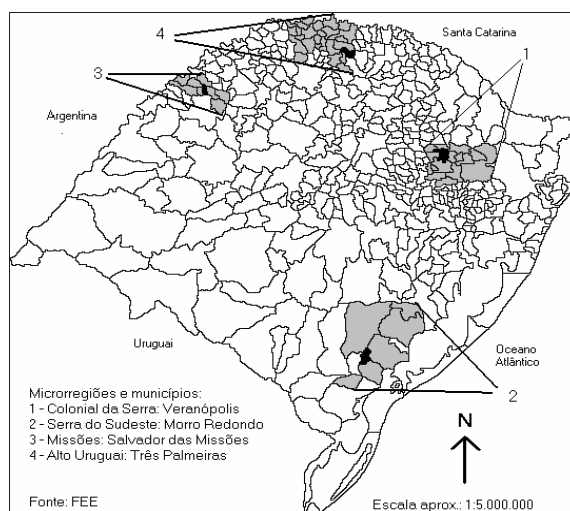 4
Santa Catarina
1
3
Argentina
Uruguai
Oceano
Atlântico
2
Microrregiões e municípios:
1 - Colonial da Serra: Veranópolis
2 - Serra do Sudeste: Morro Redondo
3 - Missões: Salvador das Missões
4 - Alto Uruguai: Três Palmeiras
N
Fonte: FEE
Escala aprox.: 1:5.000.000